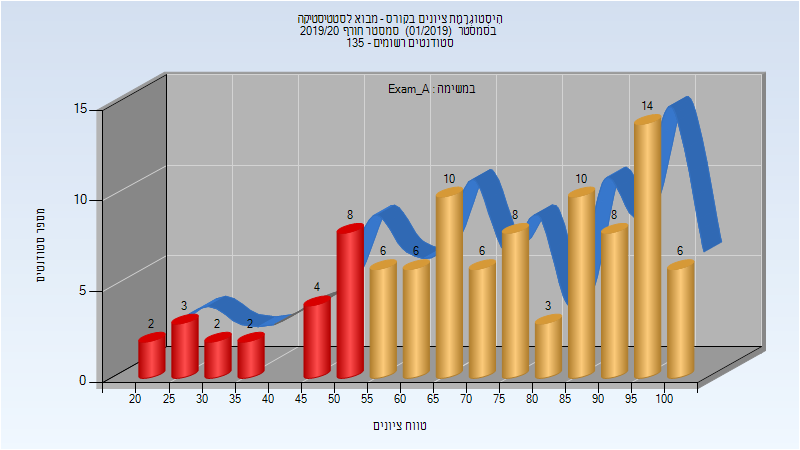 היסטוגרמת ציונים בקורס - מבוא לסטטיסטיקה
בסמסטר (01/2019) סמסטר חורף 2019/20
סטודנטים רשומים - 135
במשימה : Exam_A
מספר סטודנטים
15
10
5
0
2
3
2
2
4
8
6
6
10
6
8
3
10
8
14
6
20 25 30 35 40 45 50 55 60 65 70 75 80 85 90 95 100
טווח ציונים